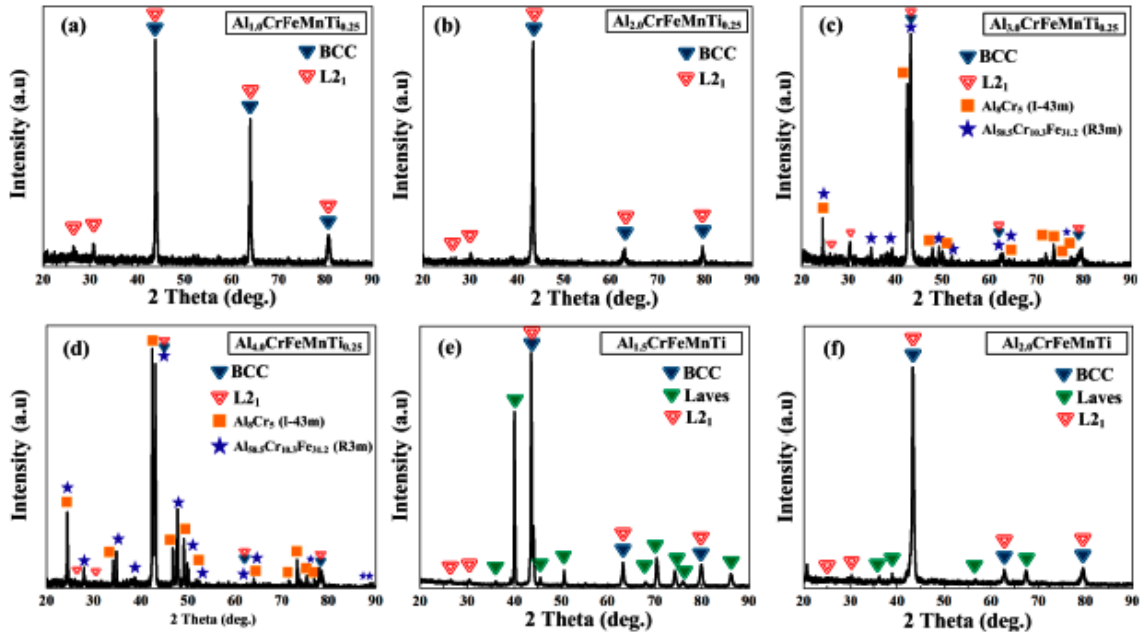 (a) Al1.0CrFeMnTi0.25
BCC
L21
Intensity (a.u)
20 30 40 50 60 70 80 90
2 Theta (deg.)
(b) Al2.0CrFeMnTi0.25
BCC
L21
Intensity (a.u)
20 30 40 50 60 70 80 90
2 Theta (deg.)
(c) Al3.0CrFeMnTi0.25
BCC
L21
Al8Cr5 (I-43m)
Al58.5Cr10.3Fe31.2 (R3m)
Intensity (a.u)
20 30 40 50 60 70 80 90
2 Theta (deg.)
(d) Al4.0CrFeMnTi0.25
BCC
L21
Al8Cr5 (I-43m)
Al58.5Cr10.3Fe31.2 (R3m)
Intensity (a.u)
20 30 40 50 60 70 80 90
2 Theta (deg.)
(e) Al1.5CrFeMnTi
BCC
Laves
L21
Intensity (a.u)
20 30 40 50 60 70 80 90
2 Theta (deg.)
(f) Al2.0CrFeMnTi
BCC
Laves
L21
Intensity (a.u)
20 30 40 50 60 70 80 90
2 Theta (deg.)